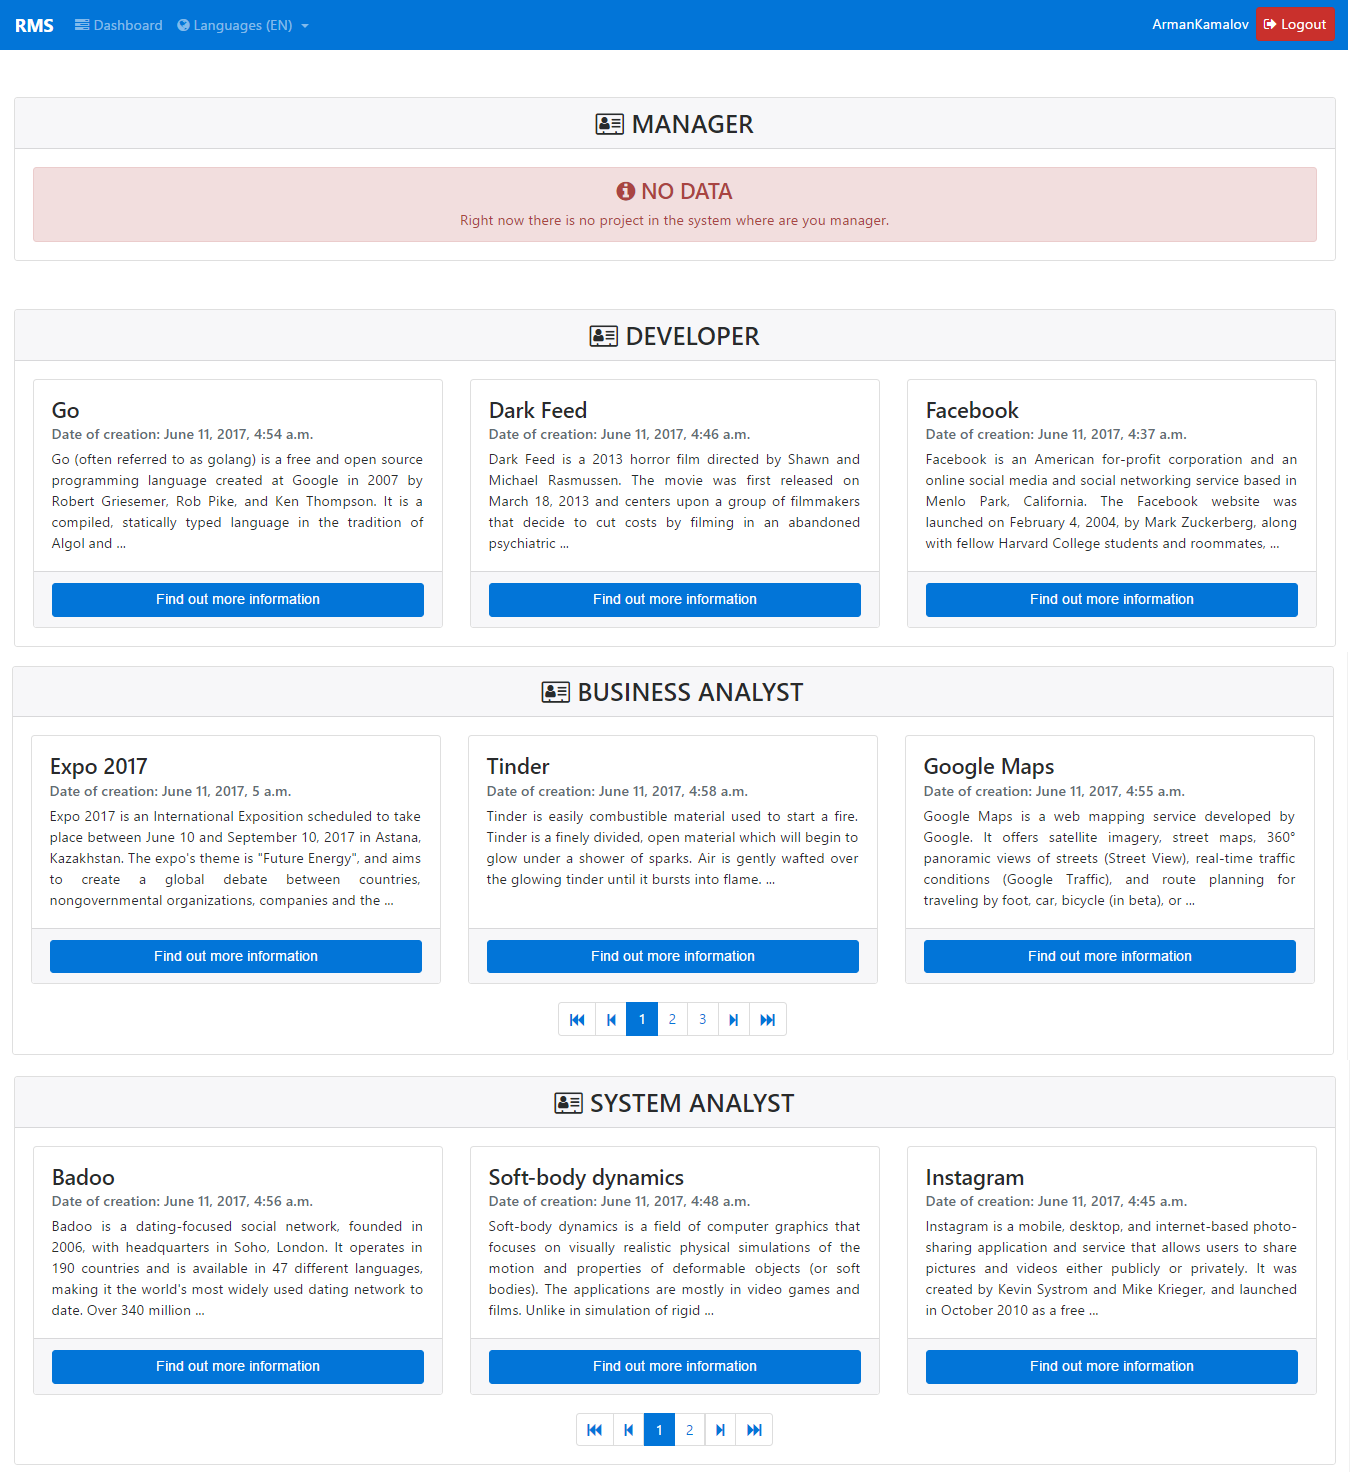 RMS Dashboard Languages (EN) ArmanKamalov Logout
MANAGER
NO DATA
Right now there is no project in the system where are you manager.
DEVELOPER
Go
Date of creation: June 11, 2017, 4:54 a.m.
Go (often referred to as golang) is a free and open source
programming language created at Google in 2007 by
Robert Griesemer, Rob Pike, and Ken Thompson. It is a
compiled, statically typed language in the tradition of
Algol and ...
Find out more information
Dark Feed
Date of creation: June 11, 2017, 4:46 a.m.
Dark Feed is a 2013 horror film directed by Shawn and
Michael Rasmussen. The movie was first released on
March 18, 2013 and centers upon a group of filmmakers
that decide to cut costs by filming in an abandoned
psychiatric ...
Find out more information
Facebook
Date of creation: June 11, 2017, 4:37 a.m.
Facebook is an American for-profit corporation and an
online social media and social networking service based in
Menlo Park, California. The Facebook website was
launched on February 4, 2004, by Mark Zuckerberg, along
with fellow Harvard College students and roommates, ...
Find out more information
BUSINESS ANALYST
Expo 2017
Date of creation: June 11, 2017, 5 a.m.
Expo 2017 is an International Exposition scheduled to take
place between June 10 and September 10, 2017 in Astana,
Kazakhstan. The expo's theme is "Future Energy", and aims
to create a global debate between countries,
nongovernmental organizations, companies and the ...
Find out more information
Tinder
Date of creation: June 11, 2017, 4:58 a.m.
Tinder is easily combustible material used to start a fire.
Tinder is a finely divided, open material which will begin to
glow under a shower of sparks. Air is gently wafted over
the glowing tinder until it bursts into flame. ...
Find out more information
Google Maps
Date of creation: June 11, 2017, 4:55 a.m.
Google Maps is a web mapping service developed by
Google. It offers satellite imagery, street maps, 360°
panoramic views of streets (Street View), real-time traffic
conditions (Google Traffic), and route planning for
traveling by foot, car, bicycle (in beta), or ...
Find out more information
1 2 3
SYSTEM ANALYST
Badoo
Date of creation: June 11, 2017, 4:56 a.m.
Badoo is a dating-focused social network, founded in
2006, with headquarters in Soho, London. It operates in
190 countries and is available in 47 different languages,
making it the world's most widely used dating network to
date. Over 340 million ...
Find out more information
Soft-body dynamics
Date of creation: June 11, 2017, 4:48 a.m.
Soft-body dynamics is a field of computer graphics that
focuses on visually realistic physical simulations of the
motion and properties of deformable objects (or soft
bodies). The applications are mostly in video games and
films. Unlike in simulation of rigid ...
Find out more information
Instagram
Date of creation: June 11, 2017, 4:45 a.m.
Instagram is a mobile, desktop, and internet-based photo-
sharing application and service that allows users to share
pictures and videos either publicly or privately. It was
created by Kevin Systrom and Mike Krieger, and launched
in October 2010 as a free ...
Find out more information
1 2